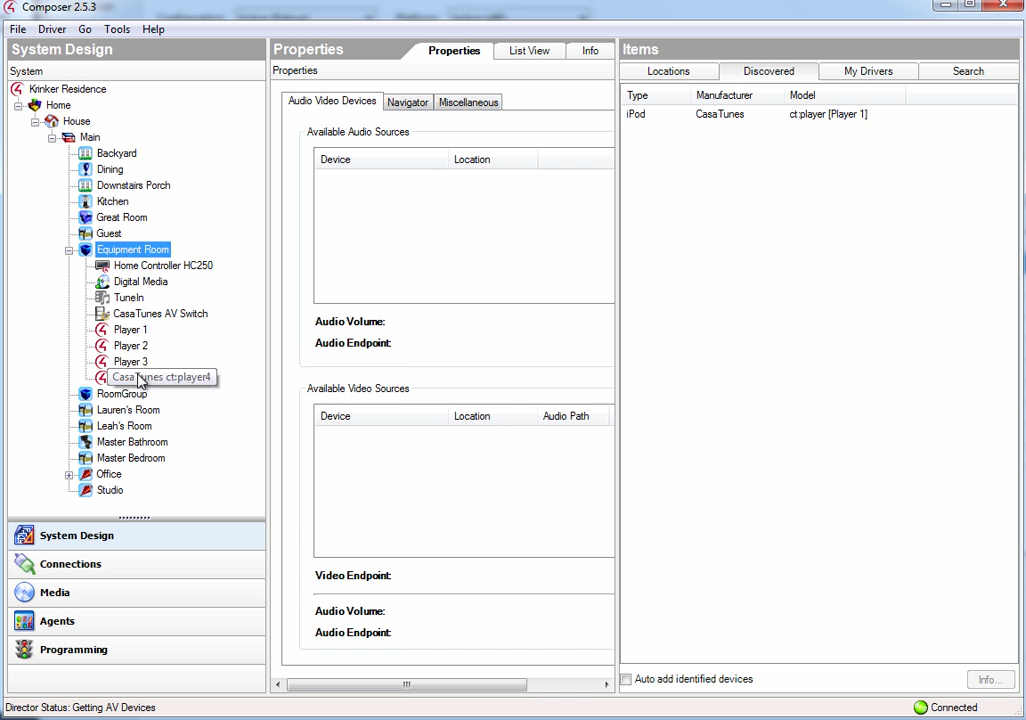 Composer 2.5.3
File Driver Go Tools Help
System Design
System
Krinker Residence
Home
House
Main
Backyard
Dining
Downstairs Porch
Kitchen
Great Room
Guest
Equipment Room
Home Controller HC250
Digital Media
TuneIn
CasaTunes AV Switch
Player 1
Player 2
Player 3
CasaTunes ct:player4
RoomGroup
Lauren's Room
Leah's Room
Master Bathroom
Master Bedroom
Office
Studio
System Design
Connections
Media
Agents
Programming
Properties
Properties List View Info
Properties
Audio Video Devices Navigator Miscellaneous
Available Audio Sources
Device Location
Audio Volume:
Audio Endpoint:
Available Video Sources
Device Location Audio Path
Video Endpoint:
Audio Volume:
Audio Endpoint:
Items
Locations Discovered My Drivers Search
Type Manufacturer Model
iPod CasaTunes ct:player [Player 1]
Auto add identified devices Info...
Director Status: Getting AV Devices Connected